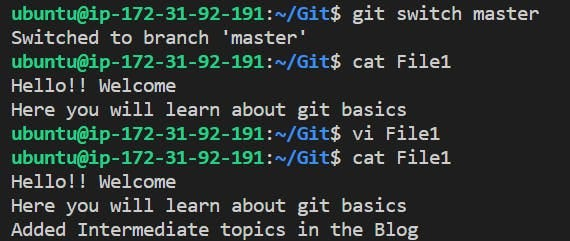 ubuntu@ip-172-31-92-191:~/Git$ git switch master
Switched to branch 'master'
ubuntu@ip-172-31-92-191:~/Git$ cat File1
Hello!! Welcome
Here you will learn about git basics
ubuntu@ip-172-31-92-191:~/Git$ vi File1
ubuntu@ip-172-31-92-191:~/Git$ cat File1
Hello!! Welcome
Here you will learn about git basics
Added Intermediate topics in the Blog